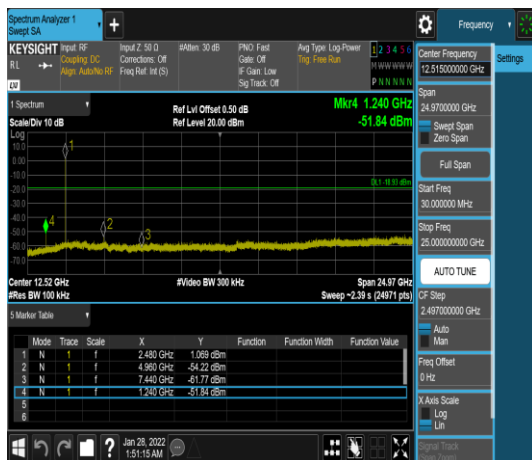 Spectrum Analyzer 1
Swept SA
+
Frequency
KEYSIGHT
Input: RF
Coupling: DC
Align: Auto/No RF
Input Z: 50 Ω
Corrections: Off
Freq Ref: Int (S)
#Atten: 30 dB
PNO: Fast
Gate: Off
IF Gain: Low
Sig Track: Off
Avg Type: Log-Power
Trig: Free Run
1 2 3 4 5 6
M W W W W W
P N N N N N
RL
LXI
1 Spectrum
Scale/Div 10 dB
Ref Lvl Offset 0.50 dB
Ref Level 20.00 dBm
Mkr4 1.240 GHz
-51.84 dBm
Log
10.0
0.00
-10.0
-20.0
-30.0
-40.0
-50.0
-60.0
-70.0
1
2
3
4
DL1 -18.93 dBm
Center 12.52 GHz
#Res BW 100 kHz
#Video BW 300 kHz
Span 24.97 GHz
Sweep ~2.39 s (24971 pts)
5 Marker Table
Mode Trace Scale X Y Function Function Width Function Value
1 N 1 f 2.480 GHz 1.069 dBm
2 N 1 f 4.960 GHz -54.22 dBm
3 N 1 f 7.440 GHz -61.77 dBm
4 N 1 f 1.240 GHz -51.84 dBm
5
6
?
Jan 28, 2022
1:51:15 AM
Settings
Center Frequency
12.515000000 GHz
Span
24.9700000 GHz
Swept Span
Zero Span
Full Span
Start Freq
30.000000 MHz
Stop Freq
25.000000000 GHz
AUTO TUNE
CF Step
2.497000000 GHz
Auto
Man
Freq Offset
0 Hz
X Axis Scale
Log
Lin
Signal Track